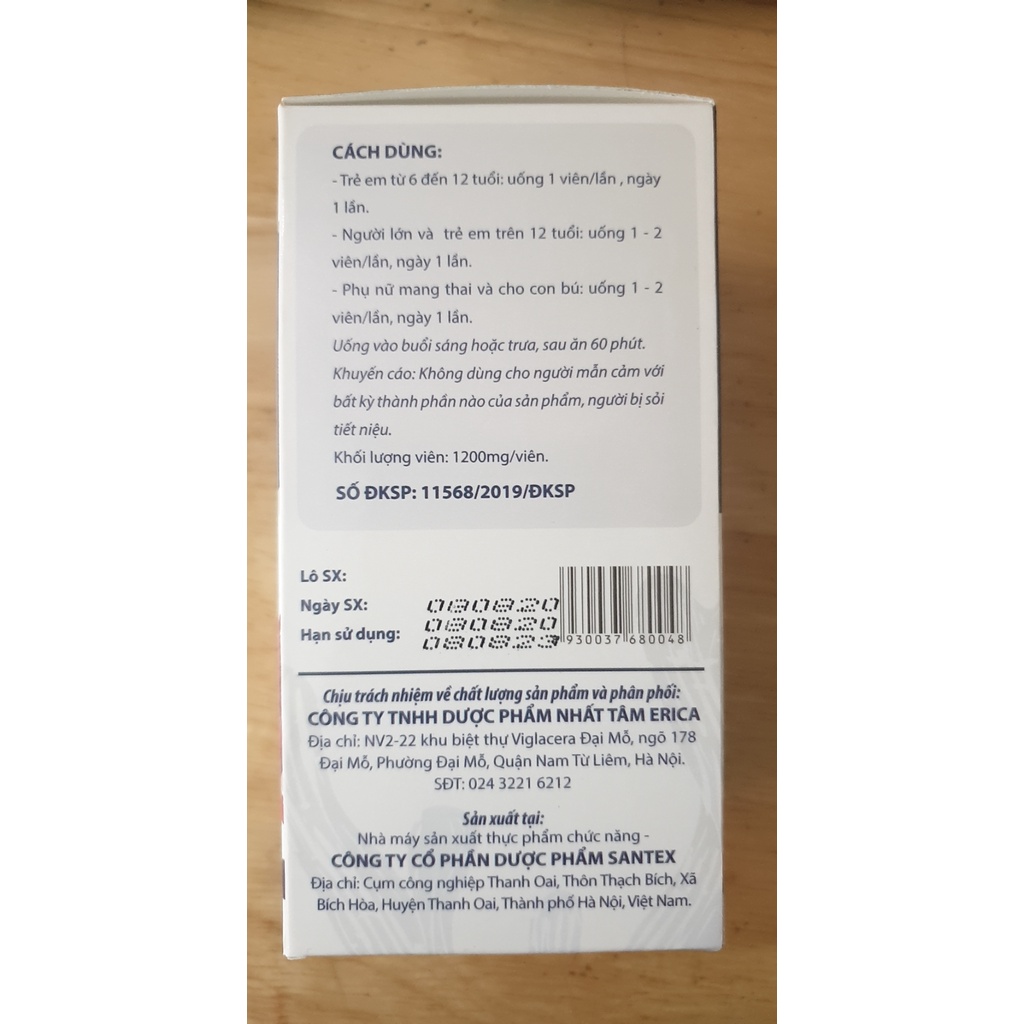 CÁCH DÙNG:
- Trẻ em từ 6 đến 12 tuổi: uống 1 viên/lần , ngày
1 lần.
- Người lớn và trẻ em trên 12 tuổi: uống 1 - 2
viên/lần, ngày 1 lần.
- Phụ nữ mang thai và cho con bú: uống 1 - 2
viên/lần, ngày 1 lần.
Uống vào buổi sáng hoặc trưa, sau ăn 60 phút.
Khuyến cáo: Không dùng cho người mẫn cảm với
bất kỳ thành phần nào của sản phẩm, người bị sỏi
tiết niệu.
Khối lượng viên: 1200mg/viên.
SỐ ĐKSP: 11568/2019/ĐKSP
Lô SX:
Ngày SX: 080820
080820
Hạn sử dụng: 080823
930037 680048
Chịu trách nhiệm về chất lượng sản phẩm và phân phối:
CÔNG TY TNHH DƯỢC PHẨM NHẤT TÂM ERICA
Địa chỉ: NV2-22 khu biệt thự Viglacera Đại Mỗ, ngõ 178
Đại Mỗ, Phường Đại Mỗ, Quận Nam Từ Liêm, Hà Nội.
SĐT: 024 3221 6212
Sản xuất tại:
Nhà máy sản xuất thực phẩm chức năng -
CÔNG TY CỔ PHẦN DƯỢC PHẨM SANTEX
Địa chỉ: Cụm công nghiệp Thanh Oai, Thôn Thạch Bích, Xã
Bích Hòa, Huyện Thanh Oai, Thành phố Hà Nội, Việt Nam.